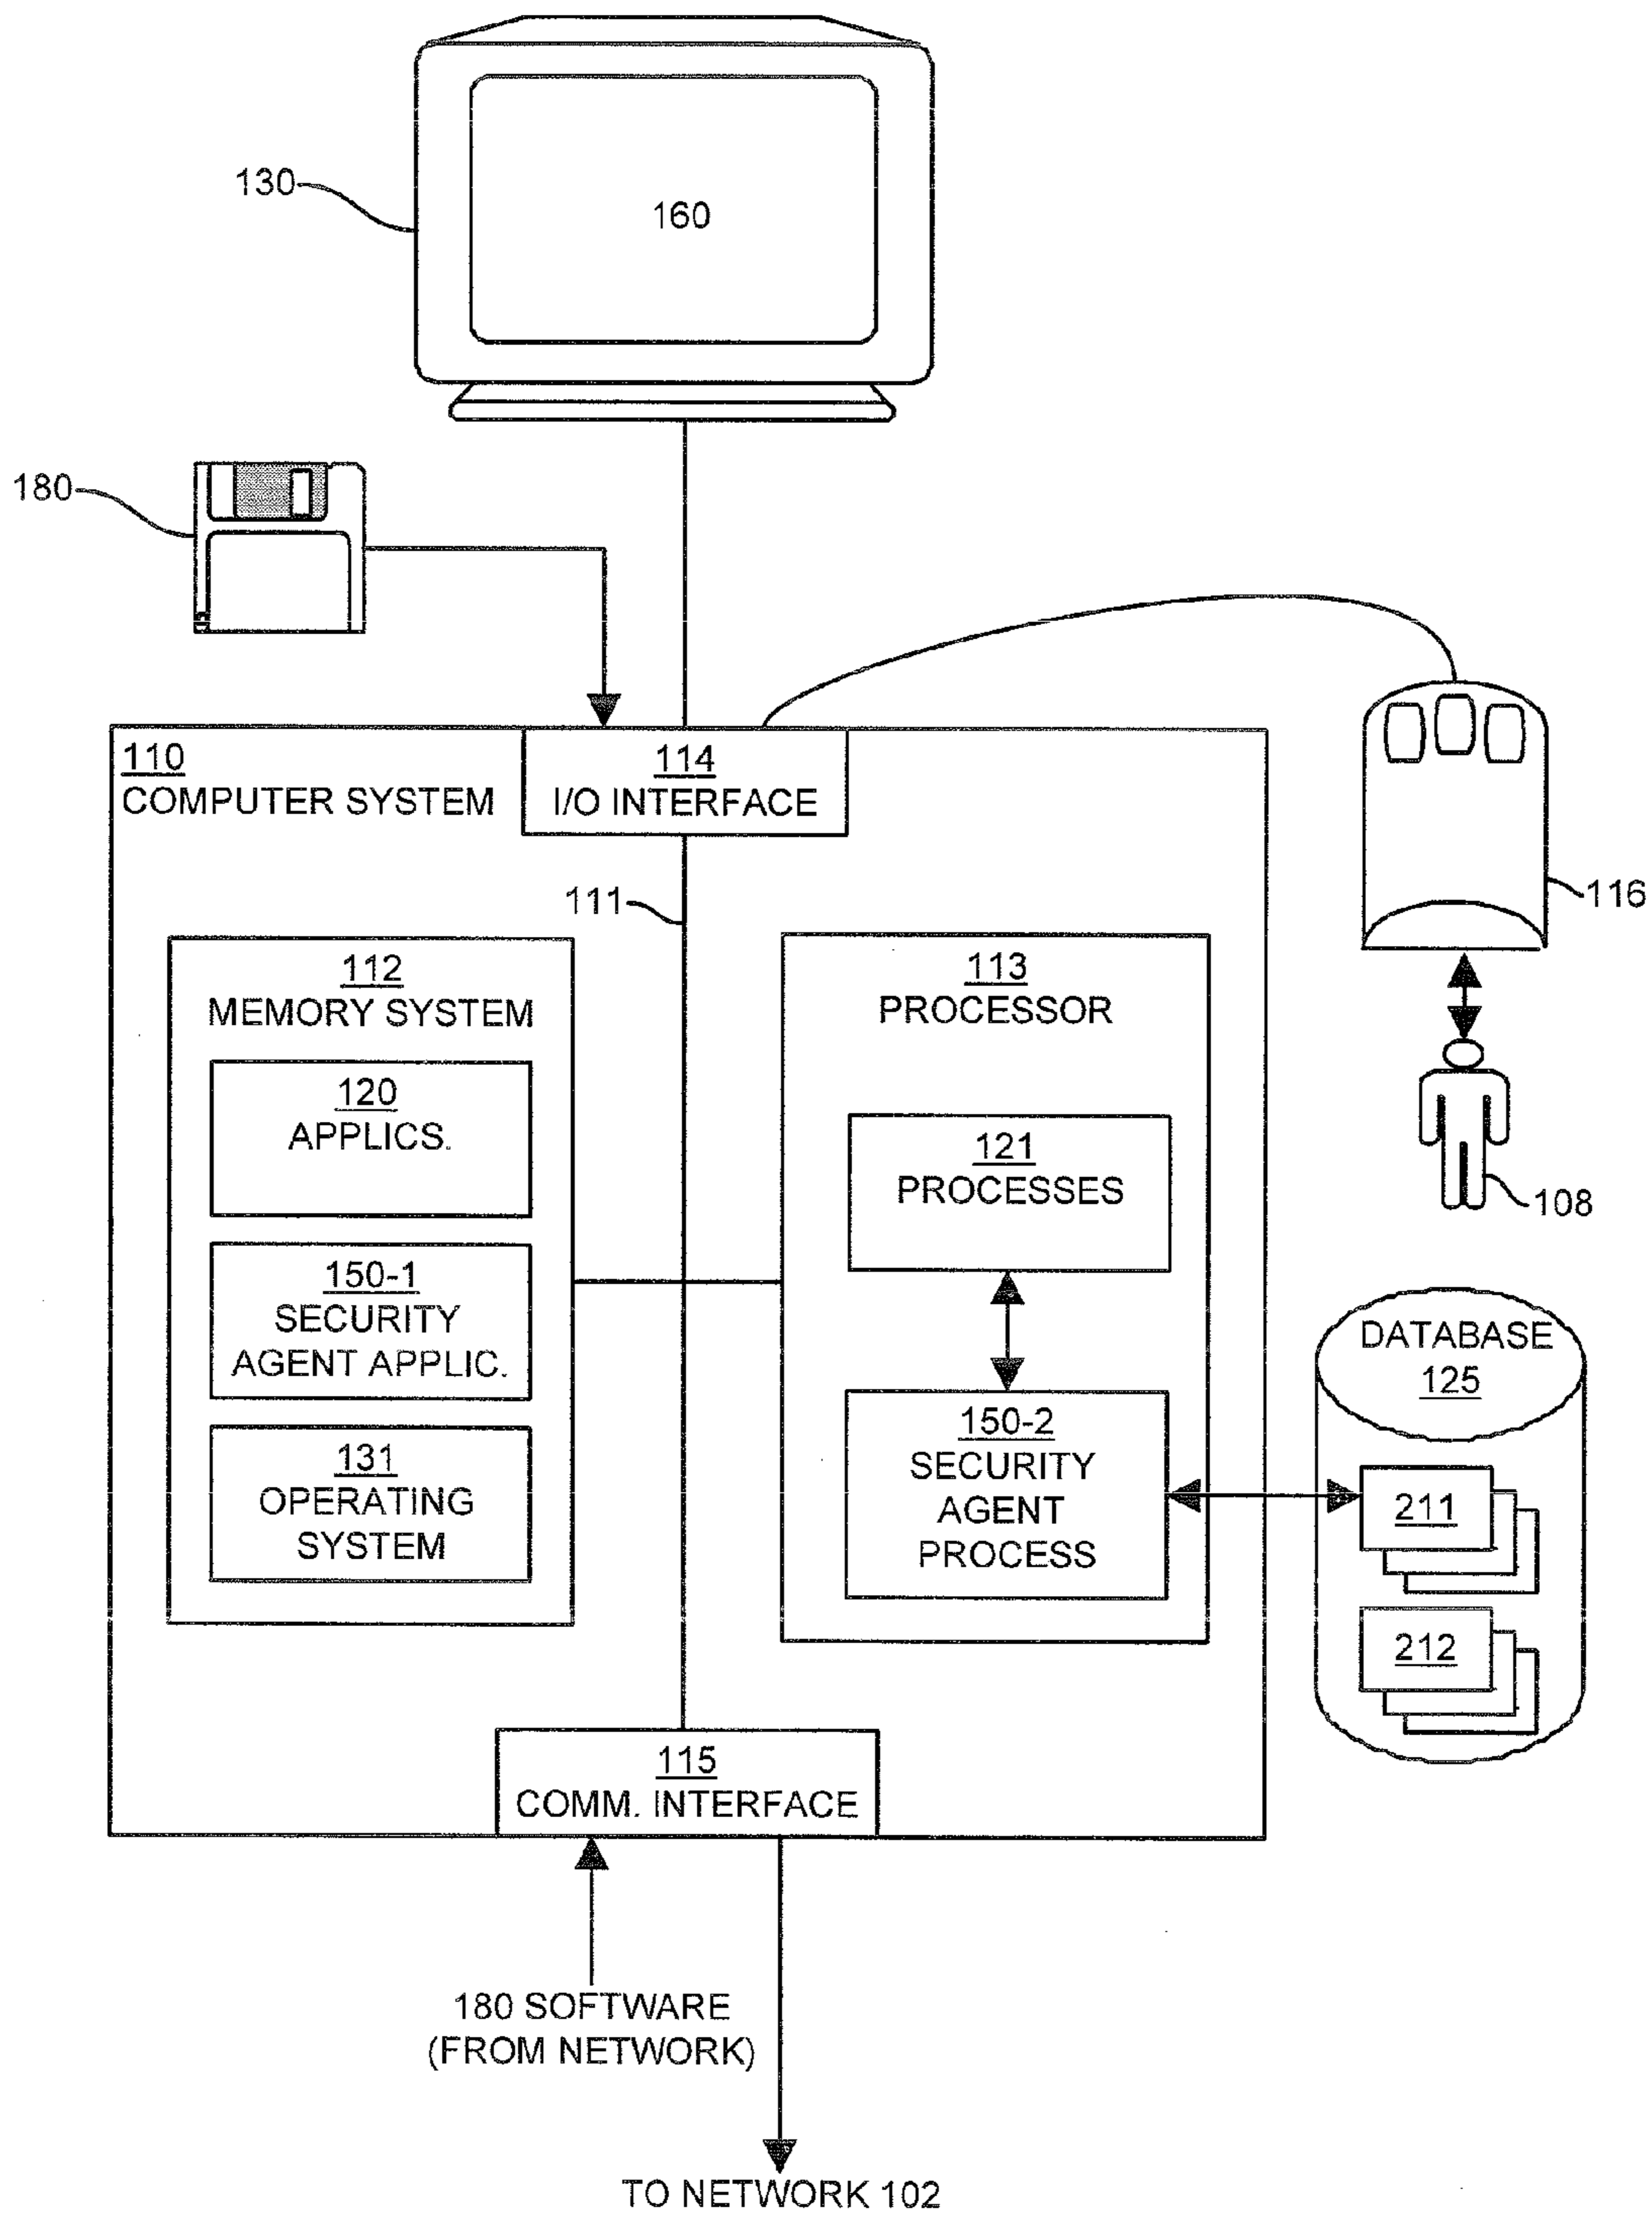 130
160
180
110
COMPUTER SYSTEM
114
I/O INTERFACE
111
116
112
MEMORY SYSTEM
120
APPLICS.
150-1
SECURITY
AGENT APPLIC.
131
OPERATING
SYSTEM
113
PROCESSOR
121
PROCESSES
150-2
SECURITY
AGENT
PROCESS
108
DATABASE
125
211
212
115
COMM. INTERFACE
180 SOFTWARE
(FROM NETWORK)
TO NETWORK 102